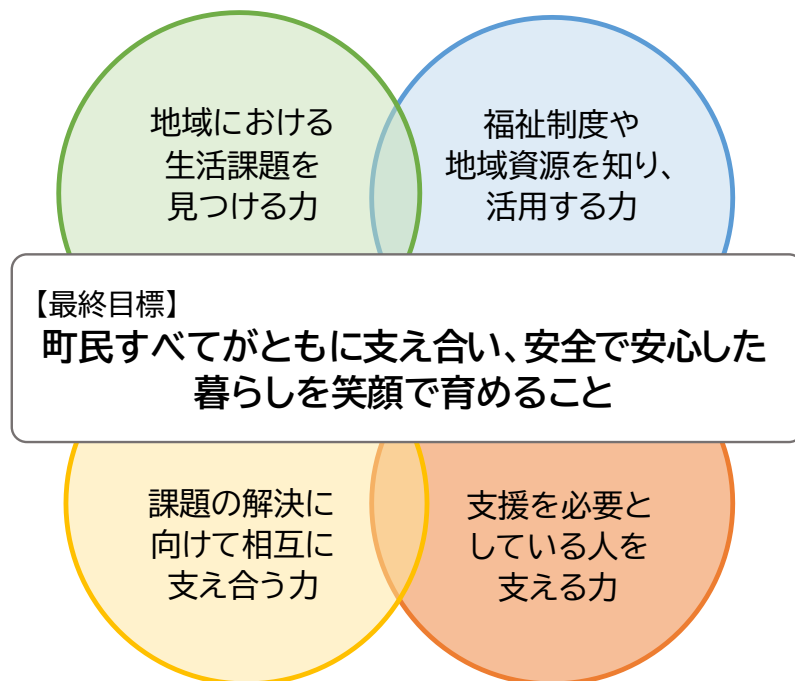 地域における
生活課題を
見つける力
福祉制度や
地域資源を知り、
活用する力
【最終目標】
町民すべてがともに支え合い、安全で安心した
暮らしを笑顔で育めること
課題の解決に
向けて相互に
支え合う力
支援を必要と
している人を
支える力